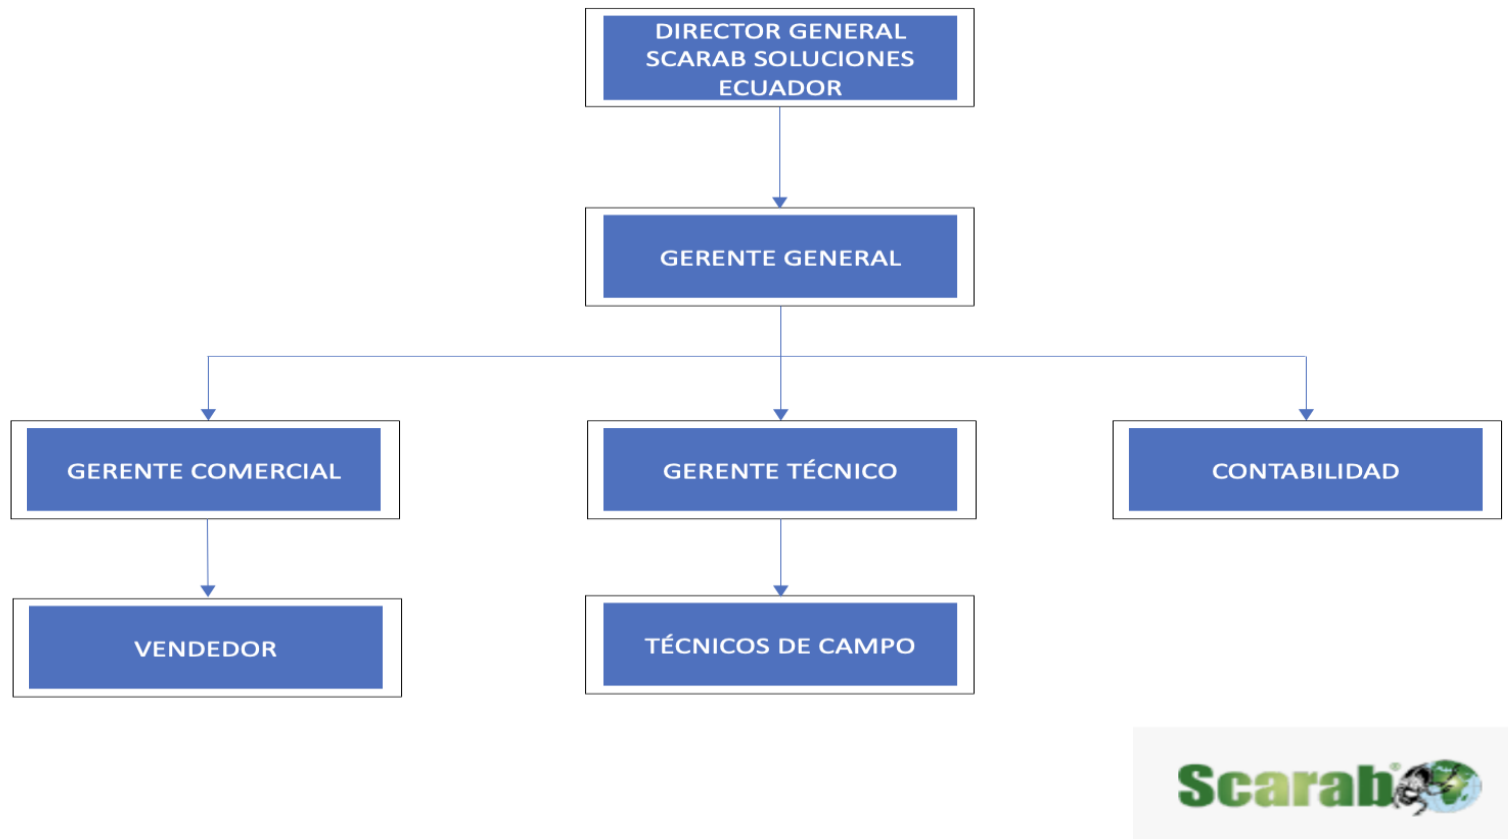 DIRECTOR GENERAL
SCARAB SOLUCIONES
ECUADOR
GERENTE GENERAL
GERENTE COMERCIAL
GERENTE TÉCNICO
CONTABILIDAD
VENDEDOR
TÉCNICOS DE CAMPO
Scarab®